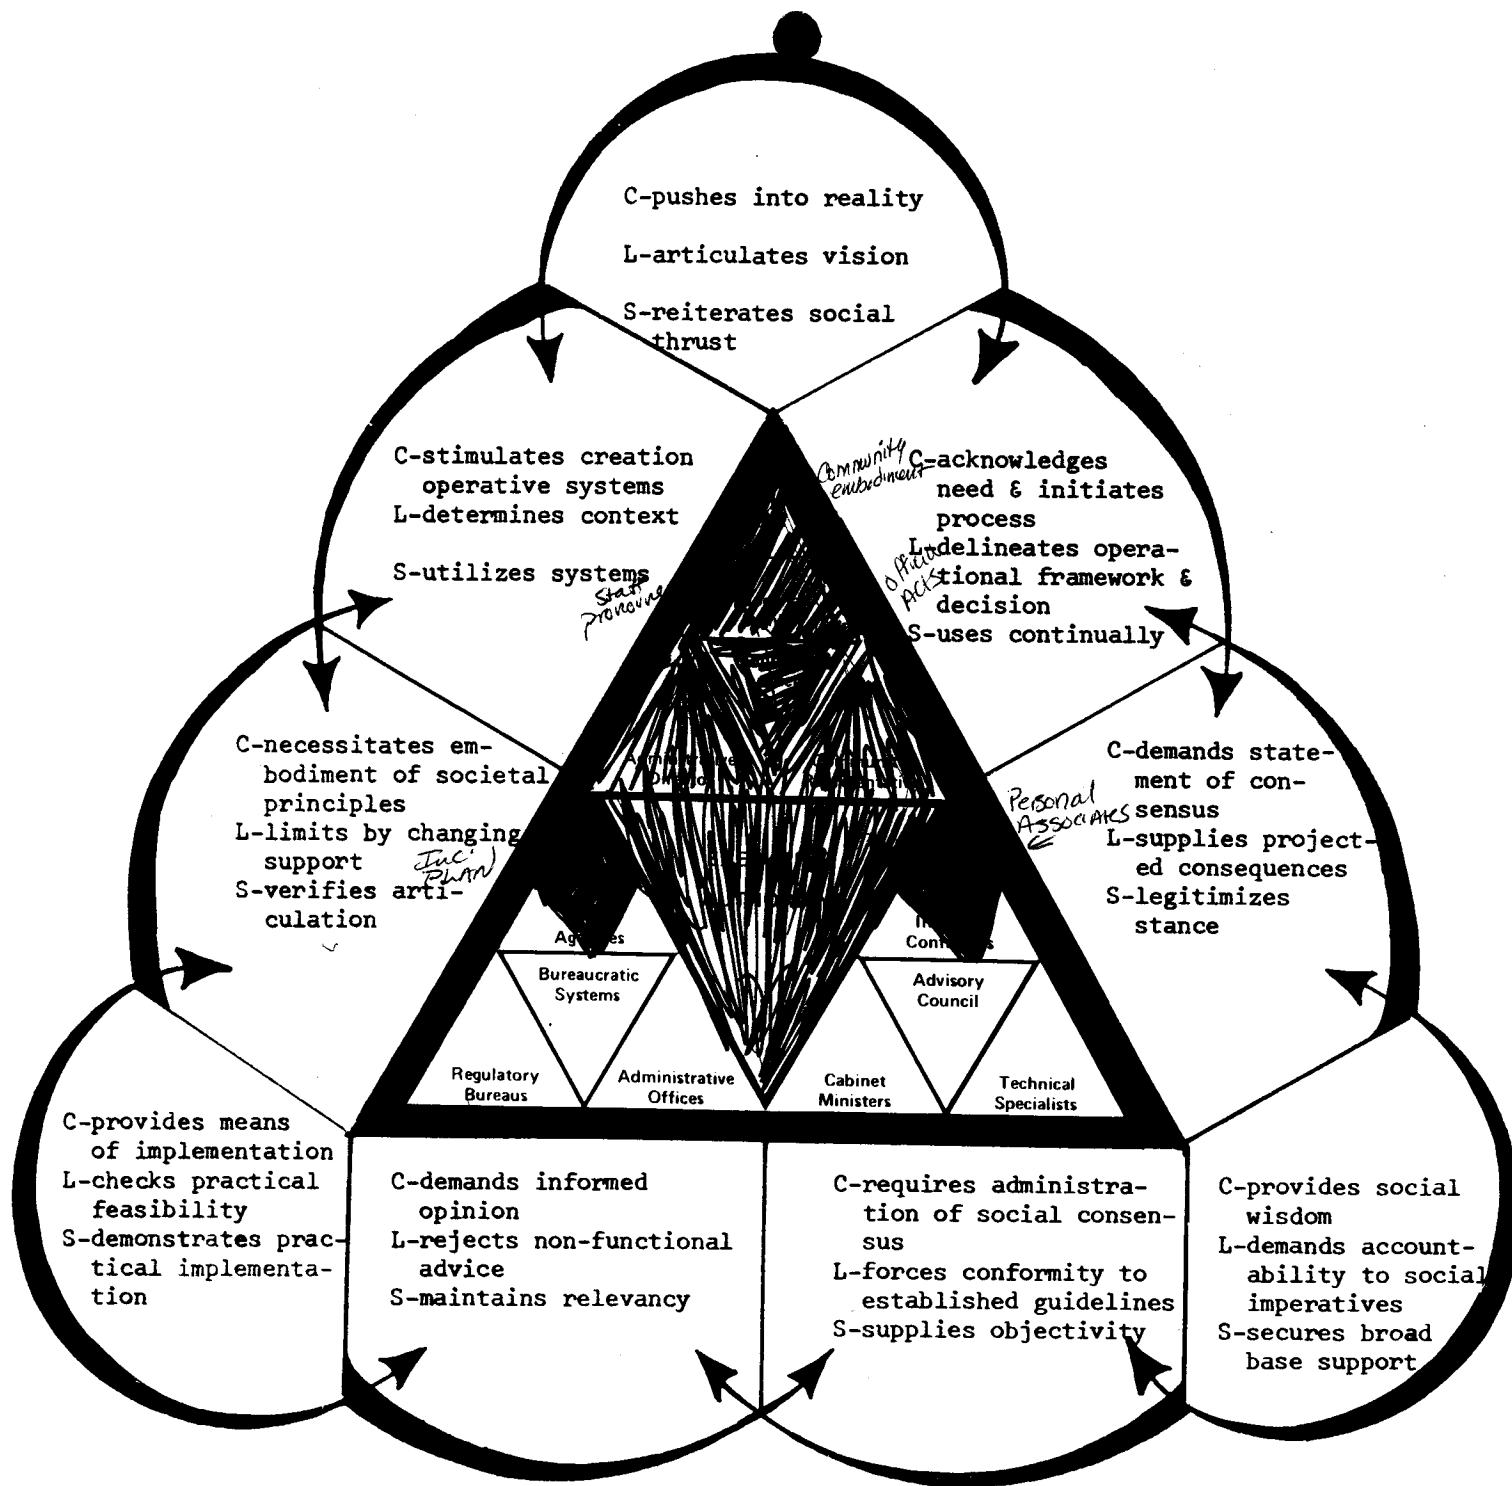 C-pushes into reality
L-articulates vision
S-reiterates social
thrust
C-stimulates creation
operative systems
L-determines context
S-utilizes systems
Staff
Community
embodiment
C-acknowledges
need & initiates
process
L-delineates opera-
tional framework &
decision
S-uses continually
Official
Acts
C-necessitates em-
bodiment of societal
principles
L-limits by changing
support
S-verifies arti-
culation
PLAN
Personal
Associates
C-demands state-
ment of con-
sensus
L-supplies project-
ed consequences
S-legitimizes
stance
Bureaucratic
Systems
Advisory
Council
Regulatory
Bureaus
Administrative
Offices
Cabinet
Ministers
Technical
Specialists
C-provides means
of implementation
L-checks practical
feasibility
S-demonstrates prac-
tical implementa-
tion
C-demands informed
opinion
L-rejects non-functional
advice
S-maintains relevancy
C-requires administra-
tion of social consen-
sus
L-forces conformity to
established guidelines
S-supplies objectivity
C-provides social
wisdom
L-demands account-
ability to social
imperatives
S-secures broad
base support